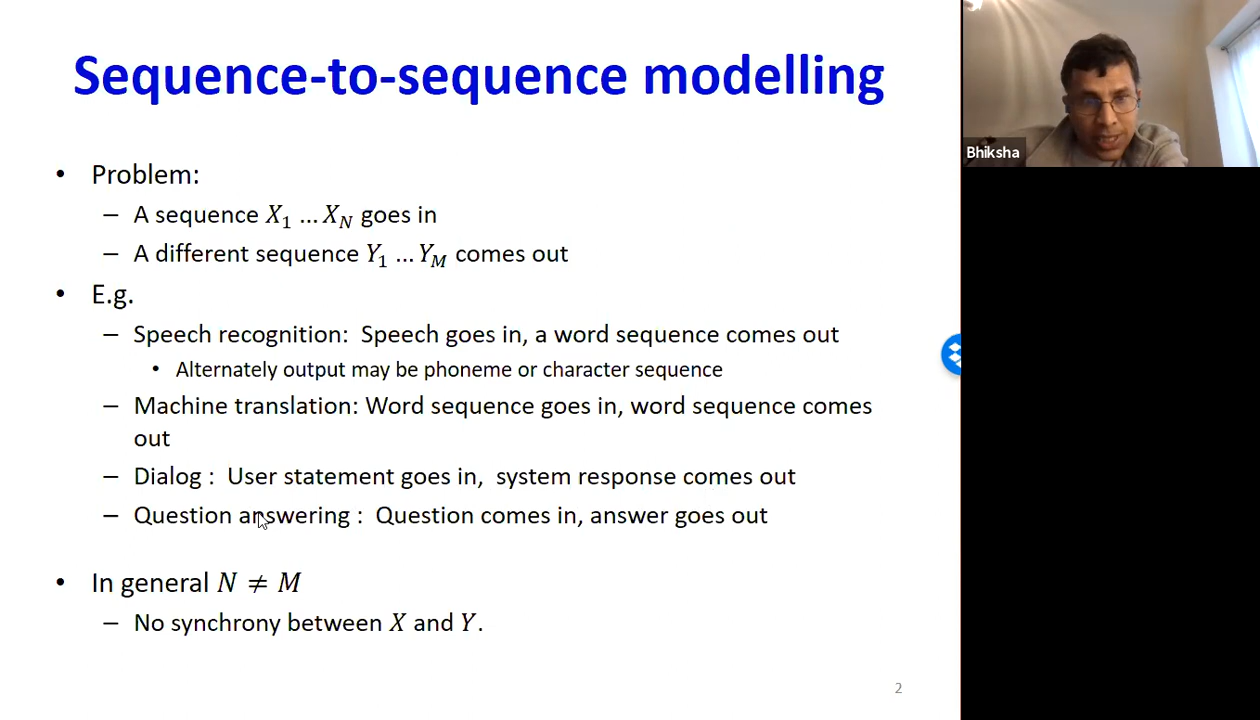 Sequence-to-sequence modelling
• Problem:
– A sequence X₁ …X_N goes in
– A different sequence Y₁ …Y_M comes out
• E.g.
– Speech recognition: Speech goes in, a word sequence comes out
• Alternately output may be phoneme or character sequence
– Machine translation: Word sequence goes in, word sequence comes
out
– Dialog : User statement goes in, system response comes out
– Question answering : Question comes in, answer goes out
• In general N ≠ M
– No synchrony between X and Y.
2
Bhiksha